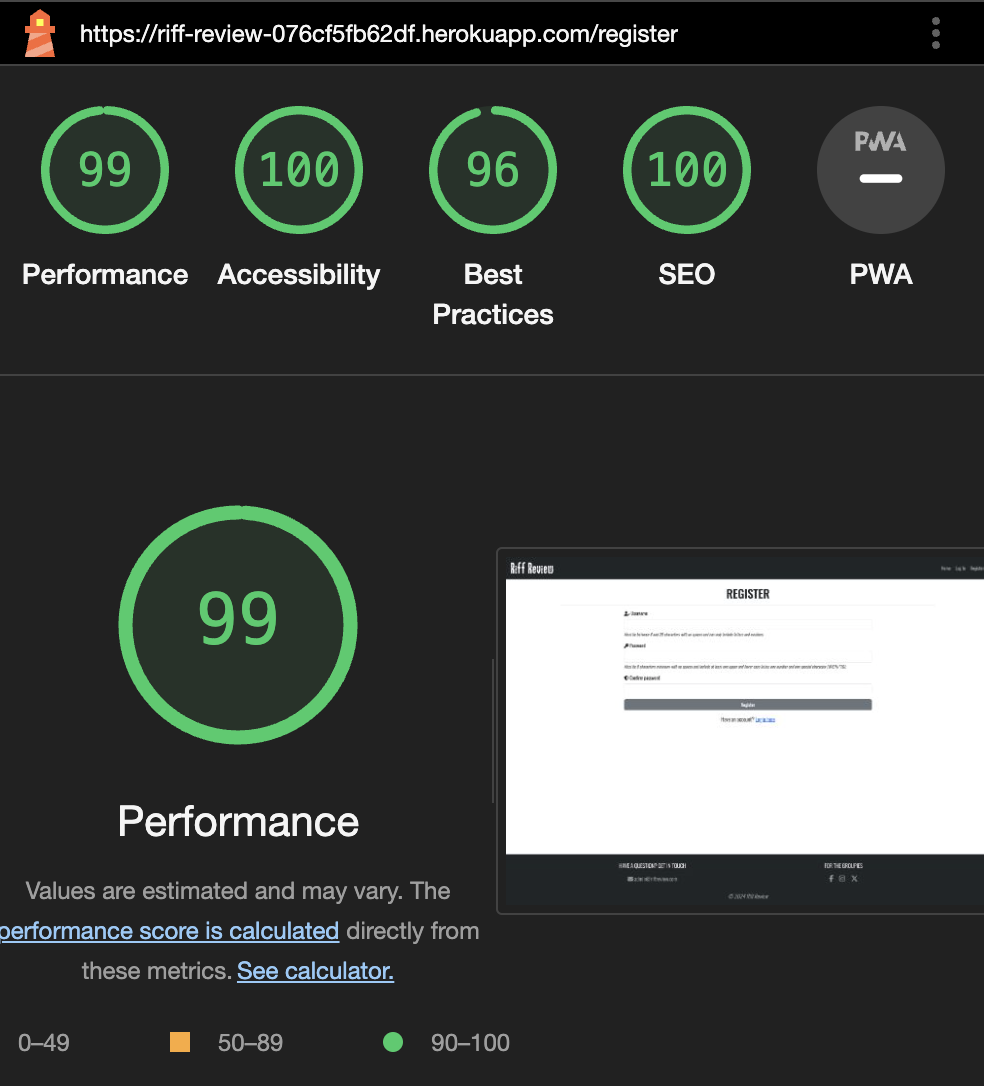 https://riff-review-076cf5fb62df.herokuapp.com/register
99
100
96
100
PWA
Performance
Accessibility
Best
Practices
SEO
PWA
99
Performance
Values are estimated and may vary. The
performance score is calculated directly from
these metrics. See calculator.
0–49
50–89
90–100
Riff Review
Home Log In Register
REGISTER
Username
Password
Confirm password
Register
Have an account? Log in here
HAVE A QUESTION? GET IN TOUCH
FOR THE GROUPIES
© 2024 Riff Review